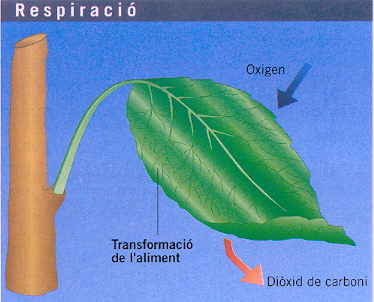 Respiració
Oxigen
Transformació
de l'aliment
Diòxid de carboni